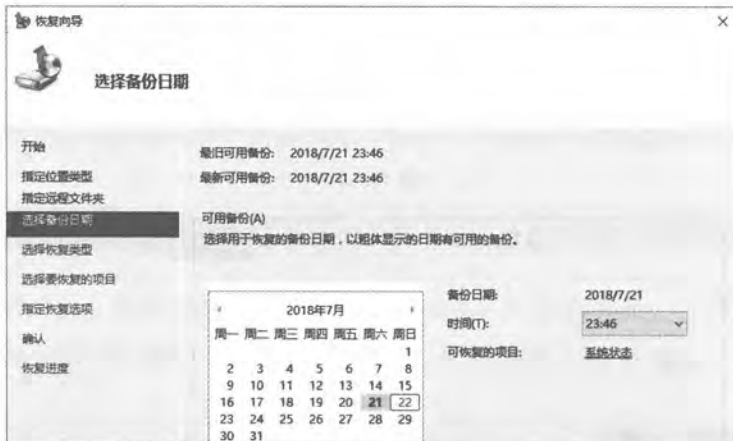 恢复向导
选择备份日期
开始
指定位置类型
指定远程文件夹
选择备份日期
选择恢复类型
选择要恢复的项目
指定恢复选项
确认
恢复进度
最旧可用备份: 2018/7/21 23:46
最新可用备份: 2018/7/21 23:46
可用备份(A)
选择用于恢复的备份日期，以粗体显示的日期有可用的备份。
2018年7月
周一 周二 周三 周四 周五 周六 周日
1
2 3 4 5 6 7 8
9 10 11 12 13 14 15
16 17 18 19 20 21 22
23 24 25 26 27 28 29
30 31
备份日期: 2018/7/21
时间(T): 23:46
可恢复的项目: 系统状态